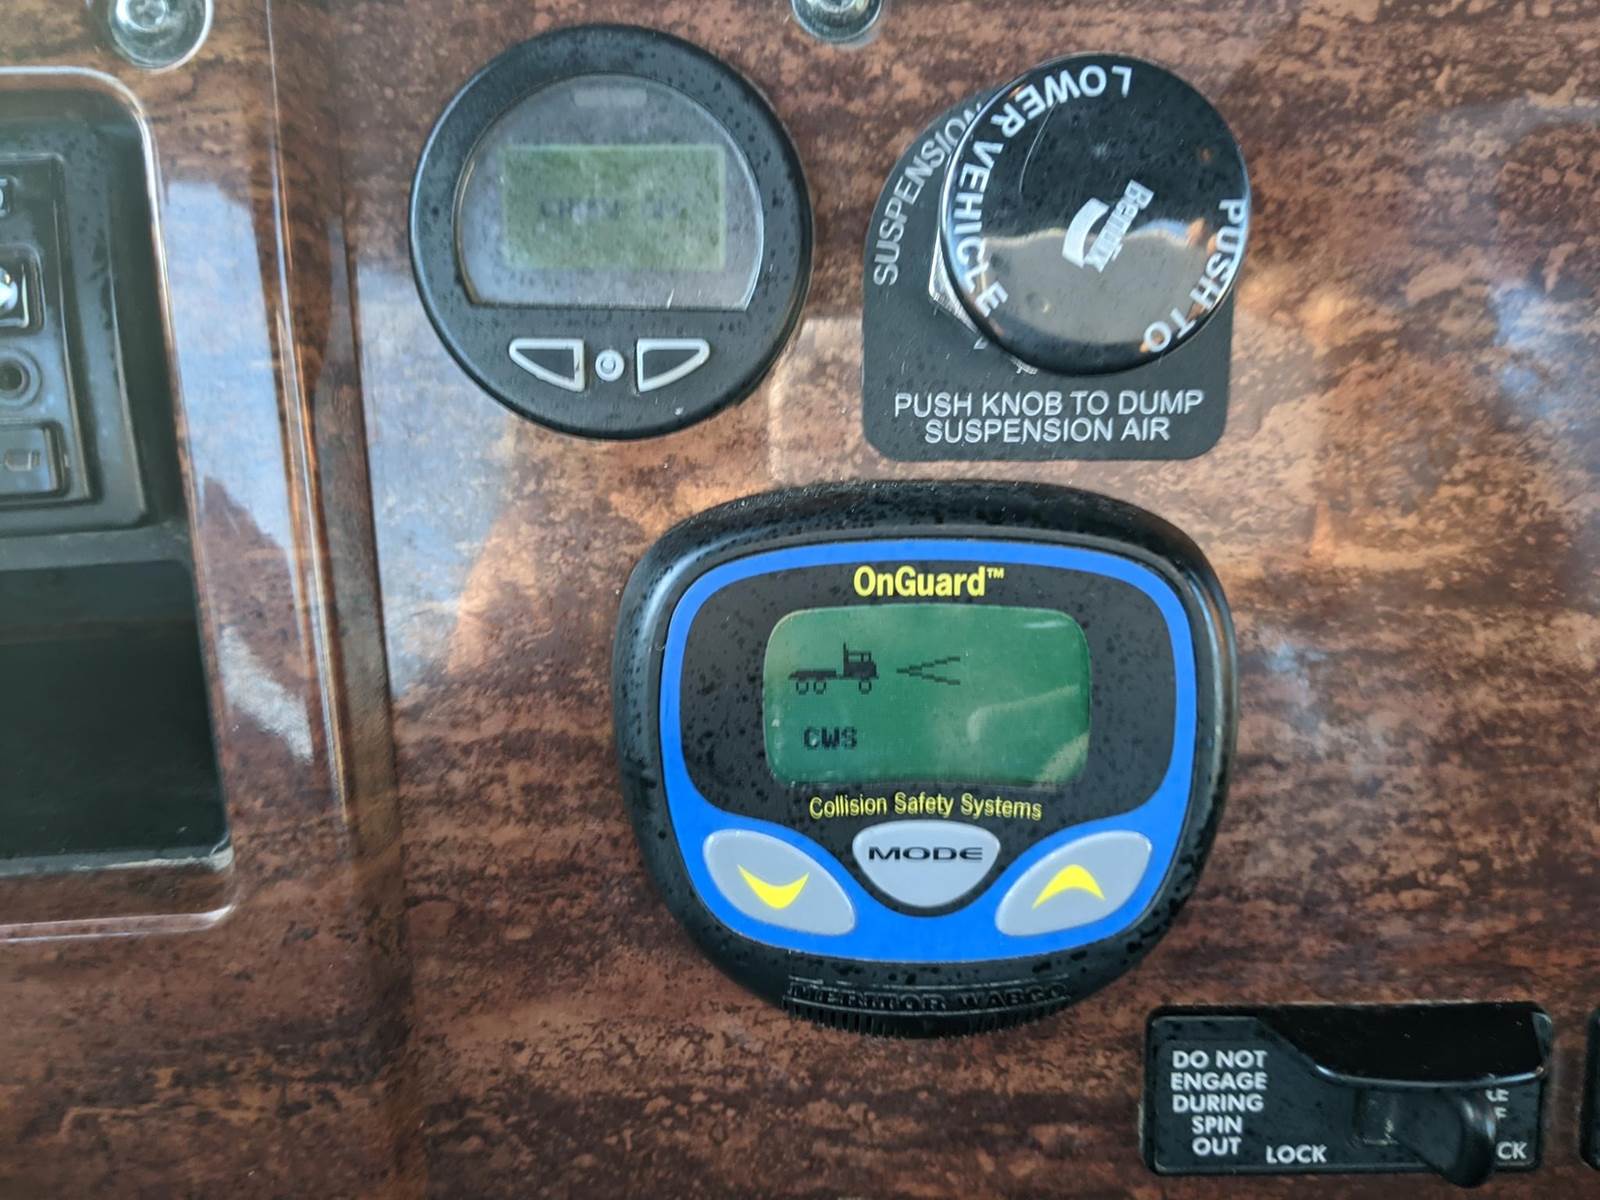 SUSPENSION
LOWER VEHICLE
PUSH TO
Bendix
PUSH KNOB TO DUMP
SUSPENSION AIR
OnGuard™
CWS
Collision Safety Systems
MODE
MERITOR WABCO
DO NOT
ENGAGE
DURING
SPIN
OUT
LOCK